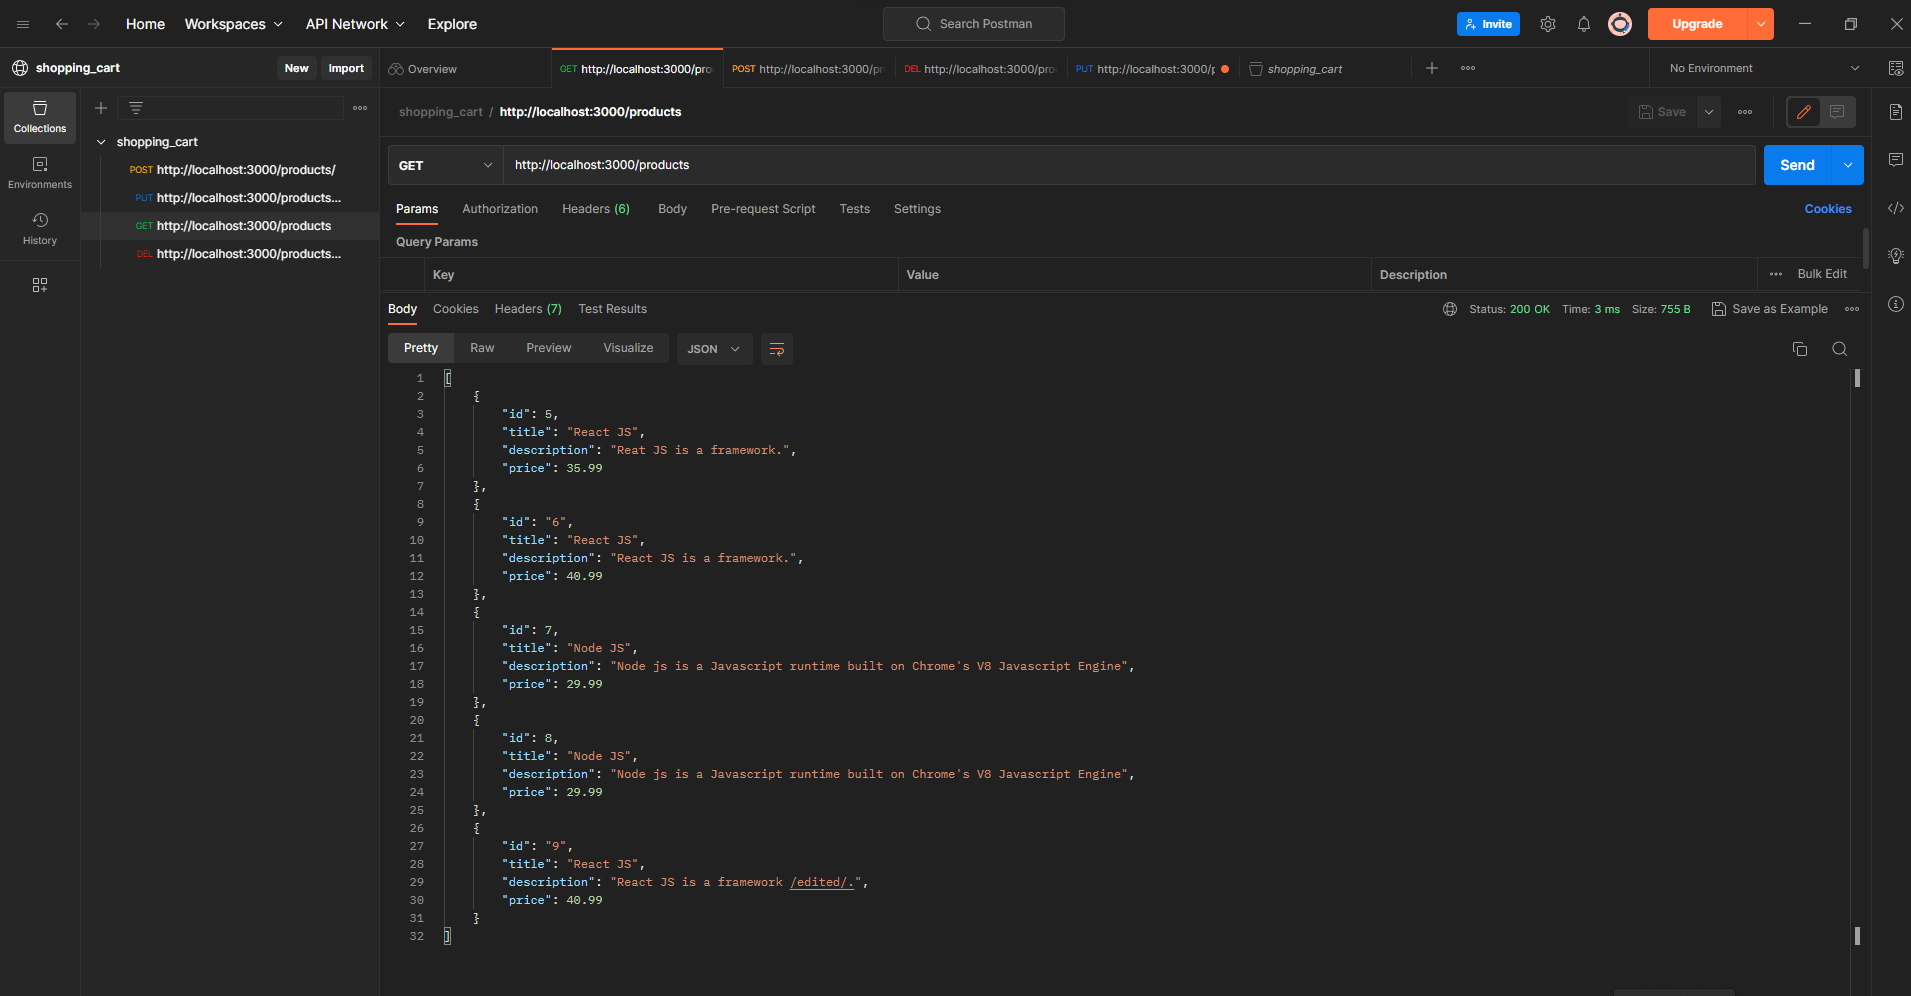 Home Workspaces API Network Explore Search Postman Invite Upgrade
shopping_cart New Import Overview GET http://localhost:3000/pro POST http://localhost:3000/pr DEL http://localhost:3000/pro PUT http://localhost:3000/p shopping_cart No Environment
Collections
Environments
History
shopping_cart
POST http://localhost:3000/products/
PUT http://localhost:3000/products...
GET http://localhost:3000/products
DEL http://localhost:3000/products...
shopping_cart / http://localhost:3000/products Save
GET http://localhost:3000/products Send
Params Authorization Headers (6) Body Pre-request Script Tests Settings Cookies
Query Params
Key Value Description Bulk Edit
Body Cookies Headers (7) Test Results Status: 200 OK Time: 3 ms Size: 755 B Save as Example
Pretty Raw Preview Visualize JSON
1 [
2 {
3 "id": 5,
4 "title": "React JS",
5 "description": "Reat JS is a framework.",
6 "price": 35.99
7 },
8 {
9 "id": "6",
10 "title": "React JS",
11 "description": "React JS is a framework.",
12 "price": 40.99
13 },
14 {
15 "id": 7,
16 "title": "Node JS",
17 "description": "Node js is a Javascript runtime built on Chrome's V8 Javascript Engine",
18 "price": 29.99
19 },
20 {
21 "id": 8,
22 "title": "Node JS",
23 "description": "Node js is a Javascript runtime built on Chrome's V8 Javascript Engine",
24 "price": 29.99
25 },
26 {
27 "id": "9",
28 "title": "React JS",
29 "description": "React JS is a framework /edited/.",
30 "price": 40.99
31 }
32 ]